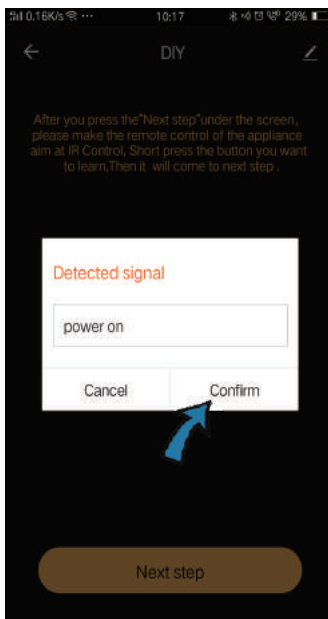 0.16K/s ... 10:17 29%
DIY
After you press the"Next step"under the screen,
please make the remote control of the appliance
aim at IR Control, Short press the button you want
to learn,Then it will come to next step .
Detected signal
power on
Cancel Confirm
Next step